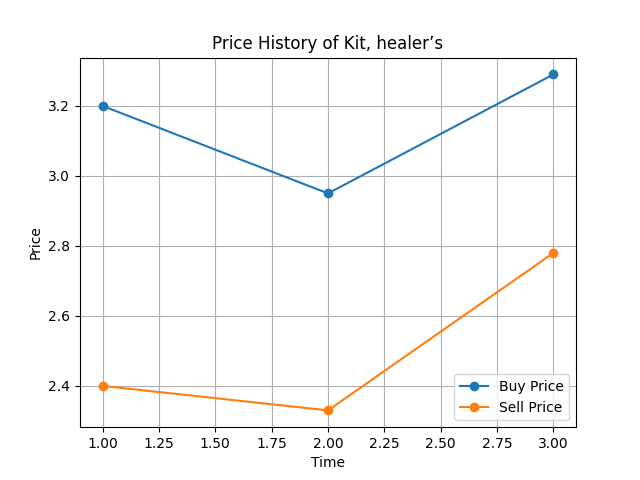 Price History of Kit, healer’s
Price
3.2
3.0
2.8
2.6
2.4
1.00 1.25 1.50 1.75 2.00 2.25 2.50 2.75 3.00
Time
Buy Price
Sell Price